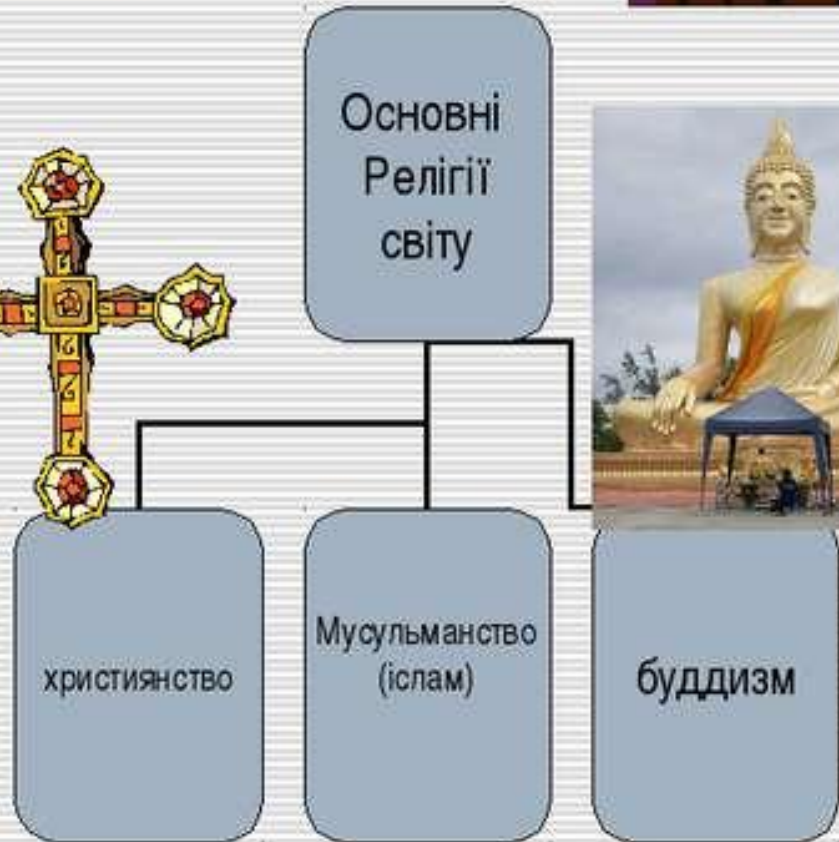 Основні
Релігії
світу
християнство
Мусульманство
(іслам)
буддизм